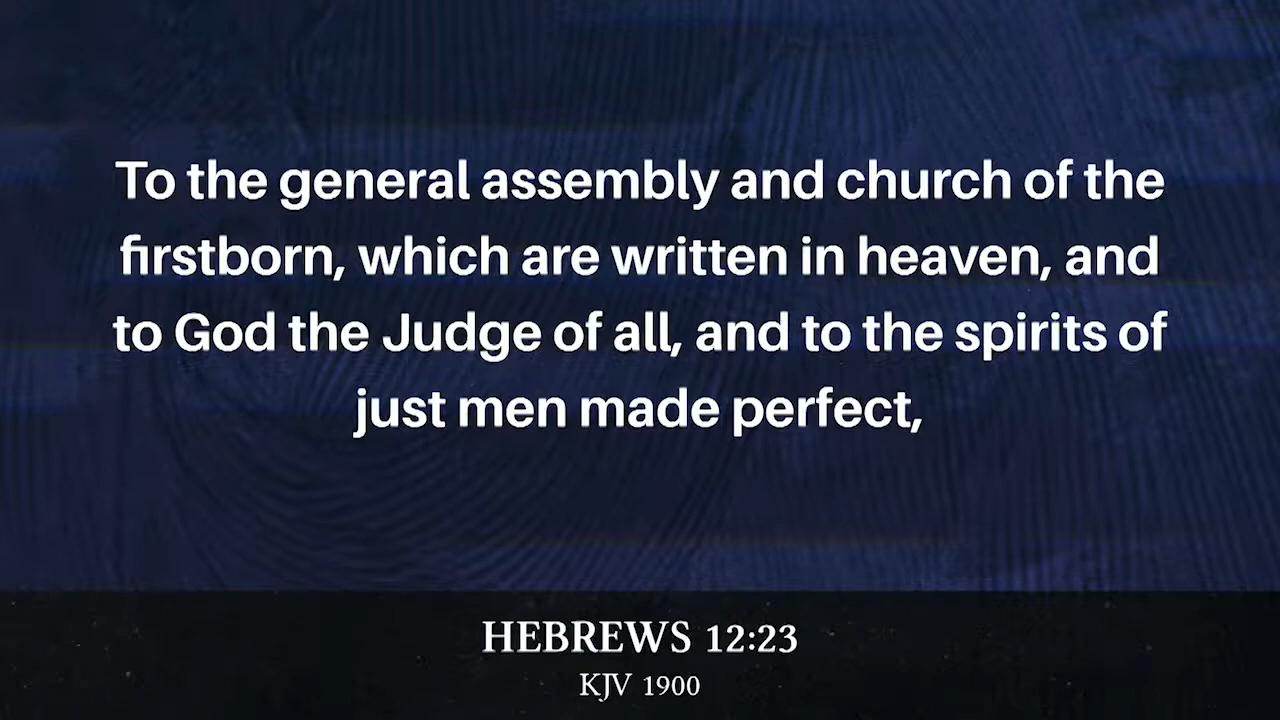 To the general assembly and church of the
firstborn, which are written in heaven, and
to God the Judge of all, and to the spirits of
just men made perfect,
HEBREWS 12:23
KJV 1900